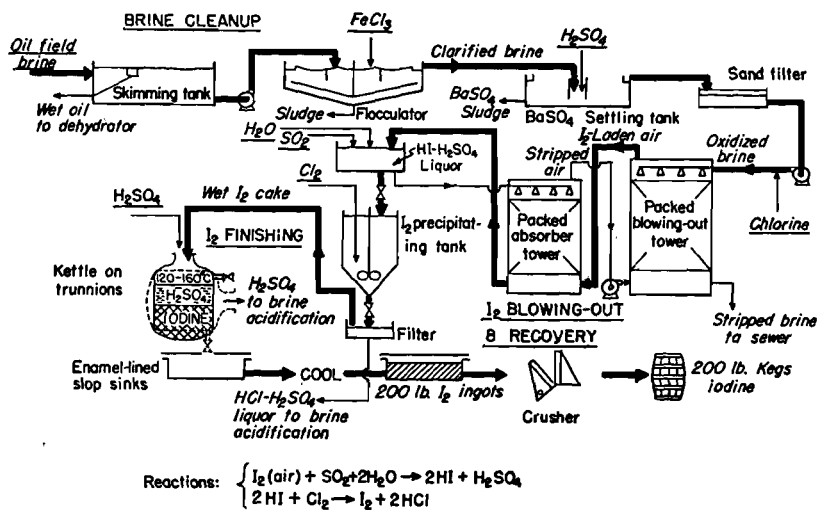 BRINE CLEANUP
Oil field
brine
Skimming tank
Wet oil
to dehydrator
FeCl3
Sludge
Flocculator
Clarified brine
H2SO4
BaSO4
Sludge
BaSO4
Settling tank
Sand filter
I2-Laden air
Oxidized
brine
Chlorine
H2O
SO2
HI-H2SO4
Liquor
Stripped
air
Cl2
H2SO4
Wet I2 cake
I2 FINISHING
I2 precipitat-
ing tank
Packed
absorber
tower
Packed
blowing-out
tower
Kettle on
trunnions
120-160°C
H2SO4
IODINE
H2SO4
to brine
acidification
Filter
I2 BLOWING-OUT
& RECOVERY
Stripped brine
to sewer
Enamel-lined
slop sinks
COOL
200 lb. I2 ingots
Crusher
200 lb. Kegs
iodine
HCl-H2SO4
liquor to brine
acidification
Reactions: { I2(air) + SO2+2H2O → 2HI + H2SO4
2HI + Cl2 → I2 + 2HCl